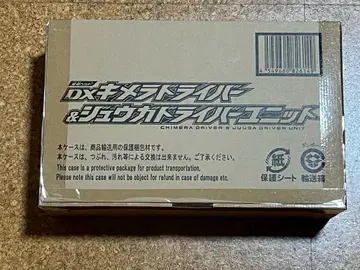 DXキメラドライバー
&ジュウガドライバーユニット
CHIMERA DRIVER & JUUGA DRIVER UNIT
本ケースは、商品輸送用の保護梱包材です。
本ケースは、つぶれ、汚れ等による交換は出来ません。ご了承ください。
This case is a protective package for product transportation.
Please note this case will not be object for refund in case of damage etc.
紙
保護シート
ダンボール
輸送箱